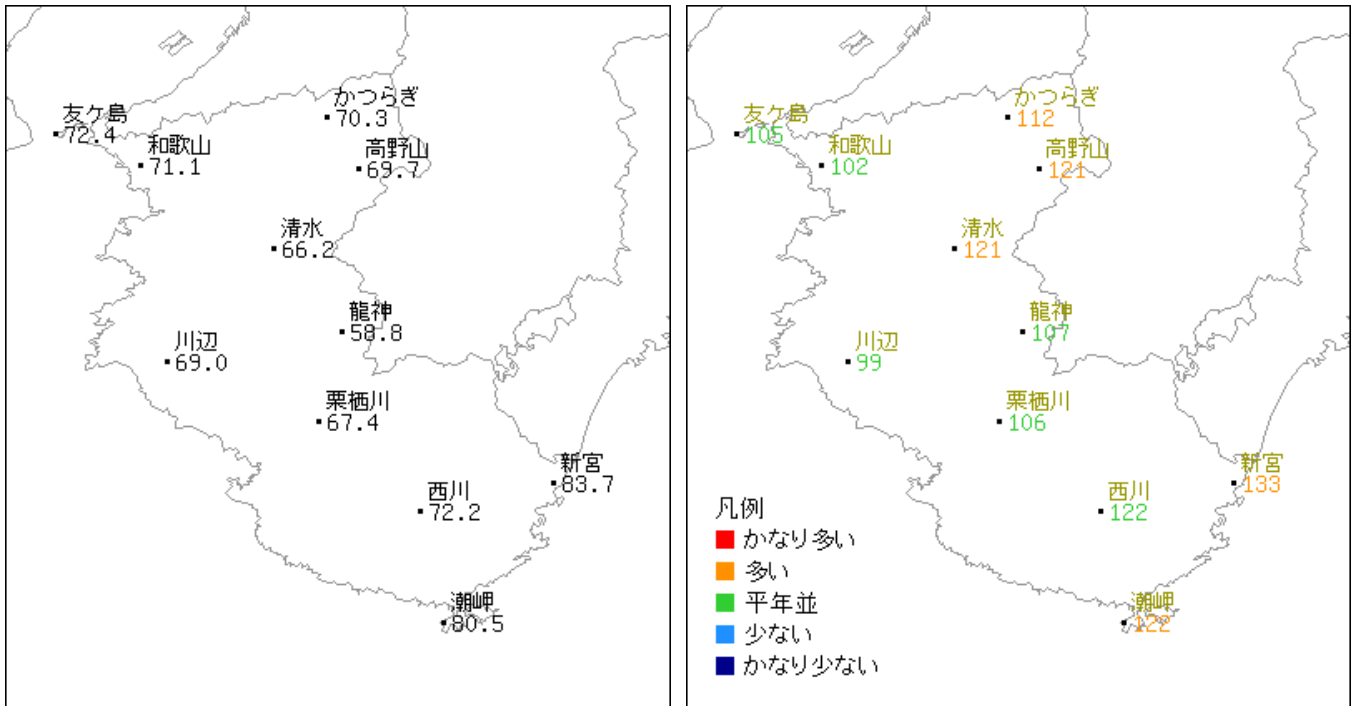 かつらぎ
70.3
友ケ島
72.4
和歌山
71.1
高野山
69.7
清水
66.2
龍神
58.8
川辺
69.0
栗栖川
67.4
新宮
83.7
西川
72.2
潮岬
80.5
かつらぎ
112
友ケ島
105
和歌山
102
高野山
121
清水
121
龍神
107
川辺
99
栗栖川
106
新宮
133
西川
122
潮岬
122
凡例
かなり多い
多い
平年並
少ない
かなり少ない